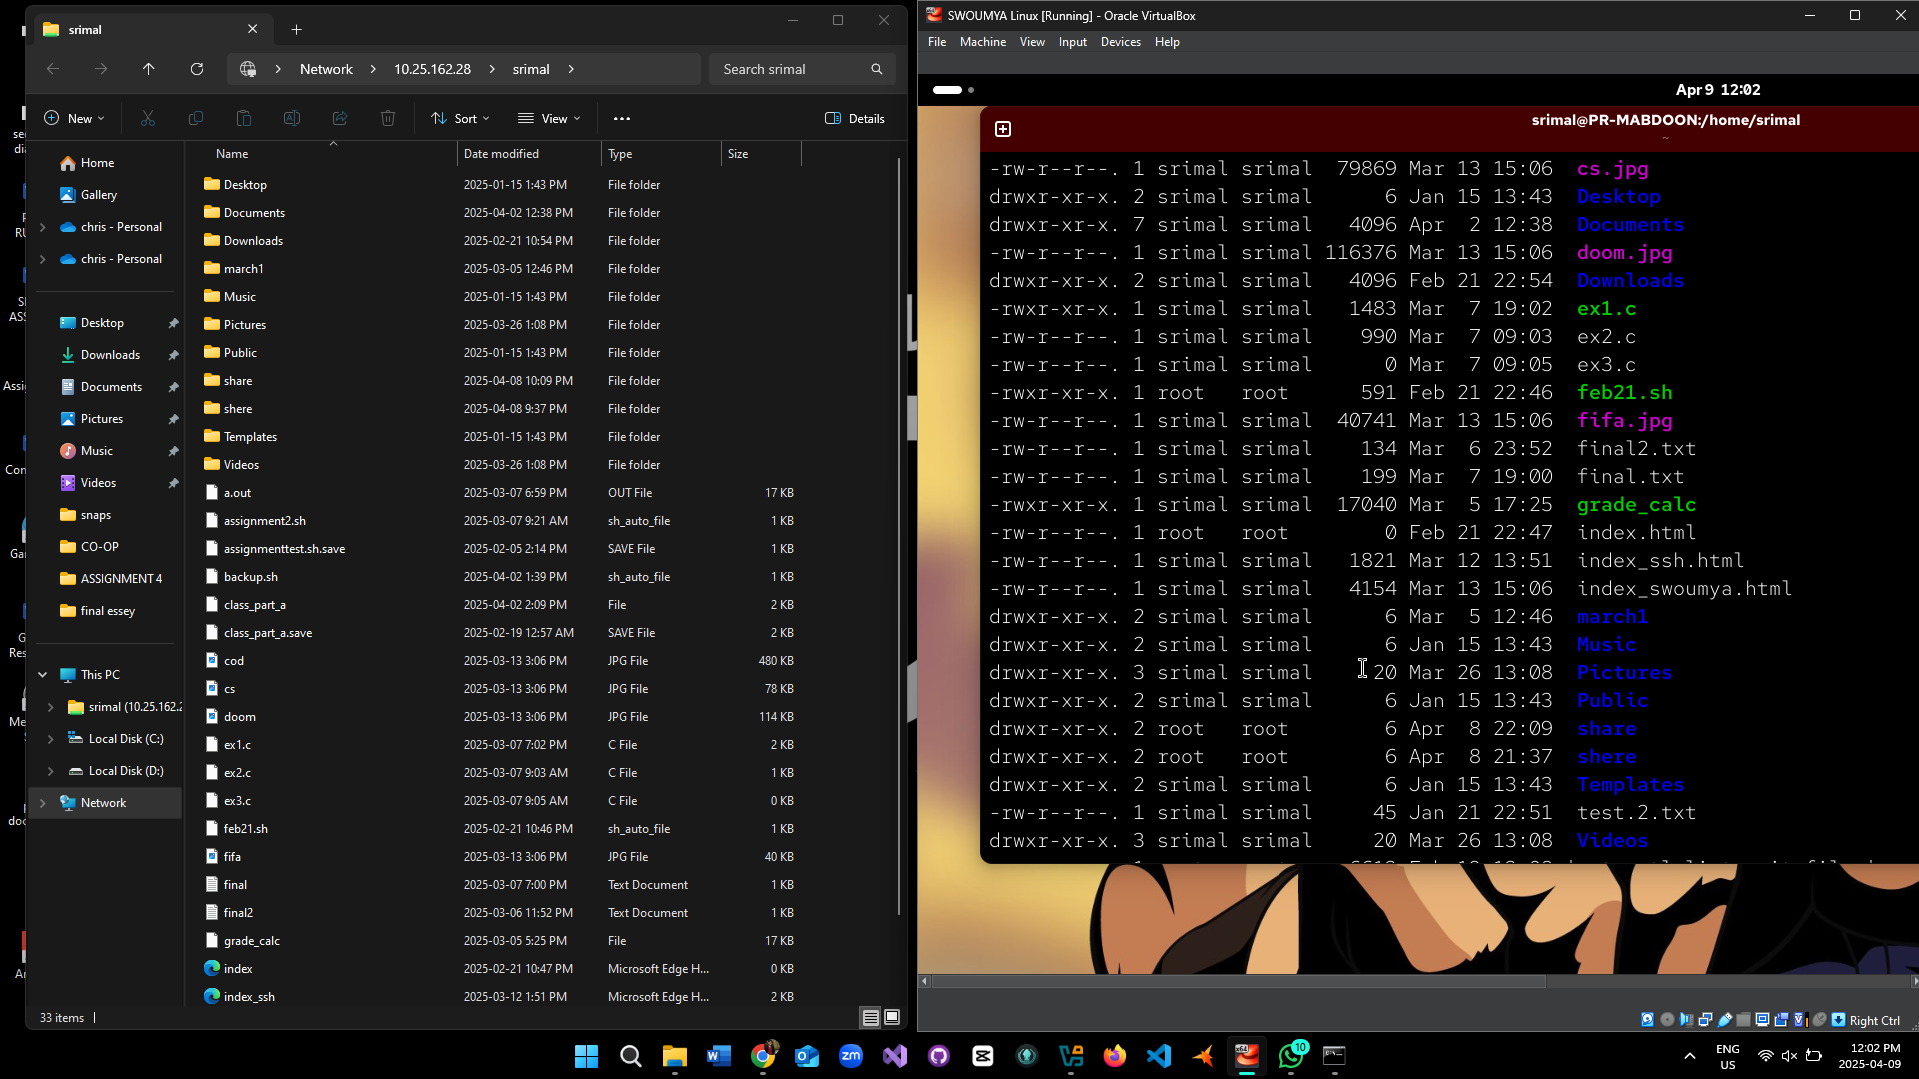 srimal
Network
10.25.162.28
srimal
Search srimal
New
Sort
View
Details
Name
Date modified
Type
Size
Home
Gallery
chris - Personal
chris - Personal
Desktop
Downloads
Documents
Pictures
Music
Videos
snaps
CO-OP
ASSIGNMENT 4
final essey
This PC
srimal (10.25.162.2
Local Disk (C:)
Local Disk (D:)
Network
Desktop 2025-01-15 1:43 PM File folder
Documents 2025-04-02 12:38 PM File folder
Downloads 2025-02-21 10:54 PM File folder
march1 2025-03-05 12:46 PM File folder
Music 2025-01-15 1:43 PM File folder
Pictures 2025-03-26 1:08 PM File folder
Public 2025-01-15 1:43 PM File folder
share 2025-04-08 10:09 PM File folder
shere 2025-04-08 9:37 PM File folder
Templates 2025-01-15 1:43 PM File folder
Videos 2025-03-26 1:08 PM File folder
a.out 2025-03-07 6:59 PM OUT File 17 KB
assignment2.sh 2025-03-07 9:21 AM sh_auto_file 1 KB
assignmenttest.sh.save 2025-02-05 2:14 PM SAVE File 1 KB
backup.sh 2025-04-02 1:39 PM sh_auto_file 1 KB
class_part_a 2025-04-02 2:09 PM File 2 KB
class_part_a.save 2025-02-19 12:57 AM SAVE File 2 KB
cod 2025-03-13 3:06 PM JPG File 480 KB
cs 2025-03-13 3:06 PM JPG File 78 KB
doom 2025-03-13 3:06 PM JPG File 114 KB
ex1.c 2025-03-07 7:02 PM C File 2 KB
ex2.c 2025-03-07 9:03 AM C File 1 KB
ex3.c 2025-03-07 9:05 AM C File 0 KB
feb21.sh 2025-02-21 10:46 PM sh_auto_file 1 KB
fifa 2025-03-13 3:06 PM JPG File 40 KB
final 2025-03-07 7:00 PM Text Document 1 KB
final2 2025-03-06 11:52 PM Text Document 1 KB
grade_calc 2025-03-05 5:25 PM File 17 KB
index 2025-02-21 10:47 PM Microsoft Edge H... 0 KB
index_ssh 2025-03-12 1:51 PM Microsoft Edge H... 2 KB
33 items
SWOUMYA Linux [Running] - Oracle VirtualBox
File Machine View Input Devices Help
Apr 9 12:02
srimal@PR-MABDOON:/home/srimal
~
-rw-r--r--. 1 srimal srimal 79869 Mar 13 15:06 cs.jpg
drwxr-xr-x. 2 srimal srimal 6 Jan 15 13:43 Desktop
drwxr-xr-x. 7 srimal srimal 4096 Apr 2 12:38 Documents
-rw-r--r--. 1 srimal srimal 116376 Mar 13 15:06 doom.jpg
drwxr-xr-x. 2 srimal srimal 4096 Feb 21 22:54 Downloads
-rwxr-xr-x. 1 srimal srimal 1483 Mar 7 19:02 ex1.c
-rw-r--r--. 1 srimal srimal 990 Mar 7 09:03 ex2.c
-rw-r--r--. 1 srimal srimal 0 Mar 7 09:05 ex3.c
-rwxr-xr-x. 1 root root 591 Feb 21 22:46 feb21.sh
-rw-r--r--. 1 srimal srimal 40741 Mar 13 15:06 fifa.jpg
-rw-r--r--. 1 srimal srimal 134 Mar 6 23:52 final2.txt
-rw-r--r--. 1 srimal srimal 199 Mar 7 19:00 final.txt
-rwxr-xr-x. 1 srimal srimal 17040 Mar 5 17:25 grade_calc
-rw-r--r--. 1 root root 0 Feb 21 22:47 index.html
-rw-r--r--. 1 srimal srimal 1821 Mar 12 13:51 index_ssh.html
-rw-r--r--. 1 srimal srimal 4154 Mar 13 15:06 index_swoumya.html
drwxr-xr-x. 2 srimal srimal 6 Mar 5 12:46 march1
drwxr-xr-x. 2 srimal srimal 6 Jan 15 13:43 Music
drwxr-xr-x. 3 srimal srimal 20 Mar 26 13:08 Pictures
drwxr-xr-x. 2 srimal srimal 6 Jan 15 13:43 Public
drwxr-xr-x. 2 root root 6 Apr 8 22:09 share
drwxr-xr-x. 2 root root 6 Apr 8 21:37 shere
drwxr-xr-x. 2 srimal srimal 6 Jan 15 13:43 Templates
-rw-r--r--. 1 srimal srimal 45 Jan 21 22:51 test.2.txt
drwxr-xr-x. 3 srimal srimal 20 Mar 26 13:08 Videos
Right Ctrl
10
ENG
US
12:02 PM
2025-04-09